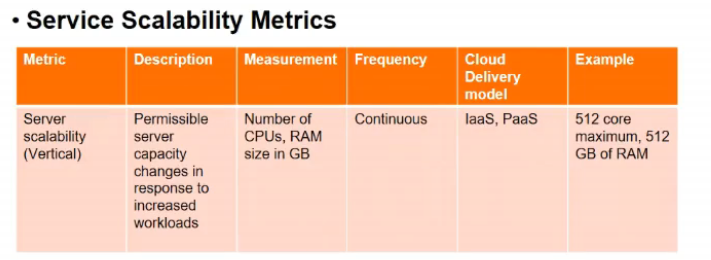 • Service Scalability Metrics
Metric
Description
Measurement
Frequency
Cloud
Delivery
model
Example
Server
scalability
(Vertical)
Permissible
server
capacity
changes in
response to
increased
workloads
Number of
CPUs, RAM
size in GB
Continuous
IaaS, PaaS
512 core
maximum, 512
GB of RAM